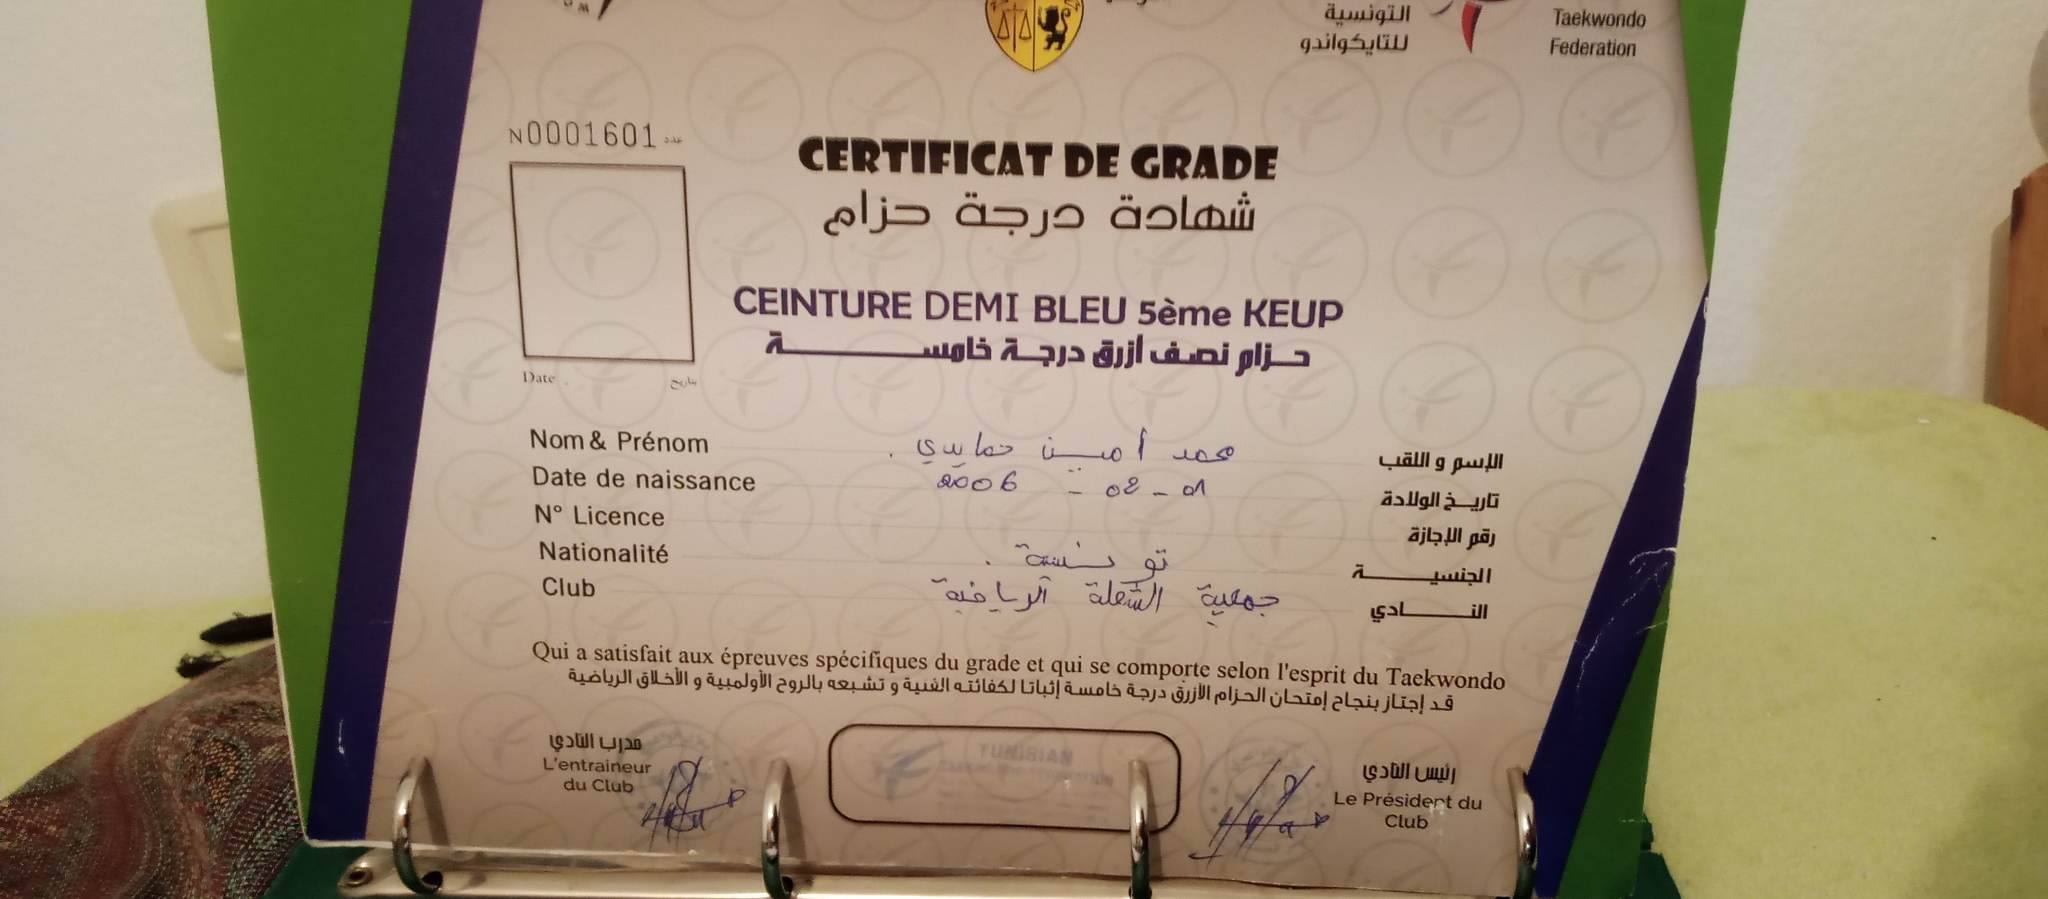 التونسية
للتايكواندو
Taekwondo
Federation
N0001601 عدد
CERTIFICAT DE GRADE
شهادة درجة حزام
CEINTURE DEMI BLEU 5ème KEUP
حزام نصف أزرق درجة خامسة
Date تاريخ
Nom & Prénom محمد أمين حمايدي الإسم و اللقب
Date de naissance 2006 - 02 - 01 تاريخ الولادة
N° Licence رقم الإجازة
Nationalité تونسية الجنسية
Club جمعية الشعلة الرياضية النادي
Qui a satisfait aux épreuves spécifiques du grade et qui se comporte selon l'esprit du Taekwondo
قد إجتاز بنجاح إمتحان الحزام الأزرق درجة خامسة إثباتا لكفائته الفنية و تشبعه بالروح الأولمبية و الأخلاق الرياضية
مدرب النادي
L'entraineur
du Club
TUNISIAN
رئيس النادي
Le Président du
Club